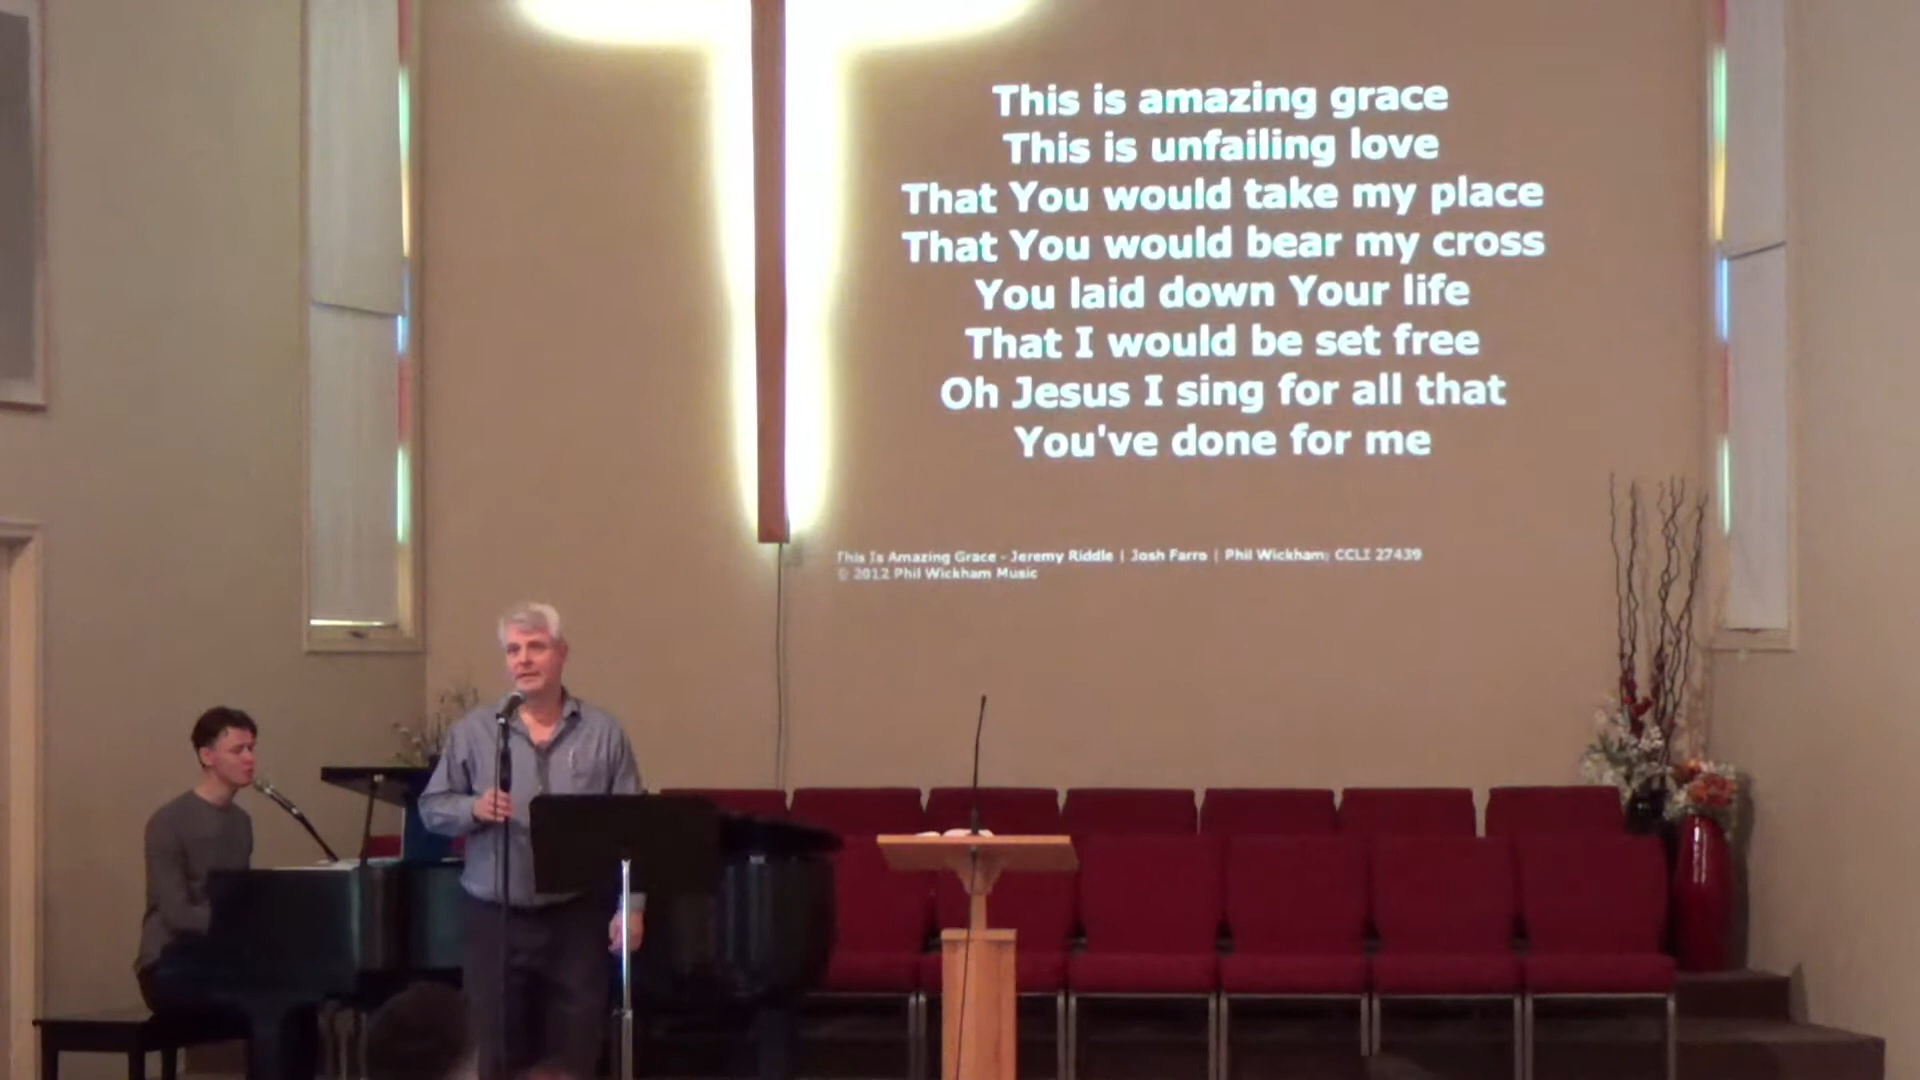 This is amazing grace
This is unfailing love
That You would take my place
That You would bear my cross
You laid down Your life
That I would be set free
Oh Jesus I sing for all that
You've done for me
This Is Amazing Grace - Jeremy Riddle | Josh Farro | Phil Wickham; CCLI 27439
© 2012 Phil Wickham Music